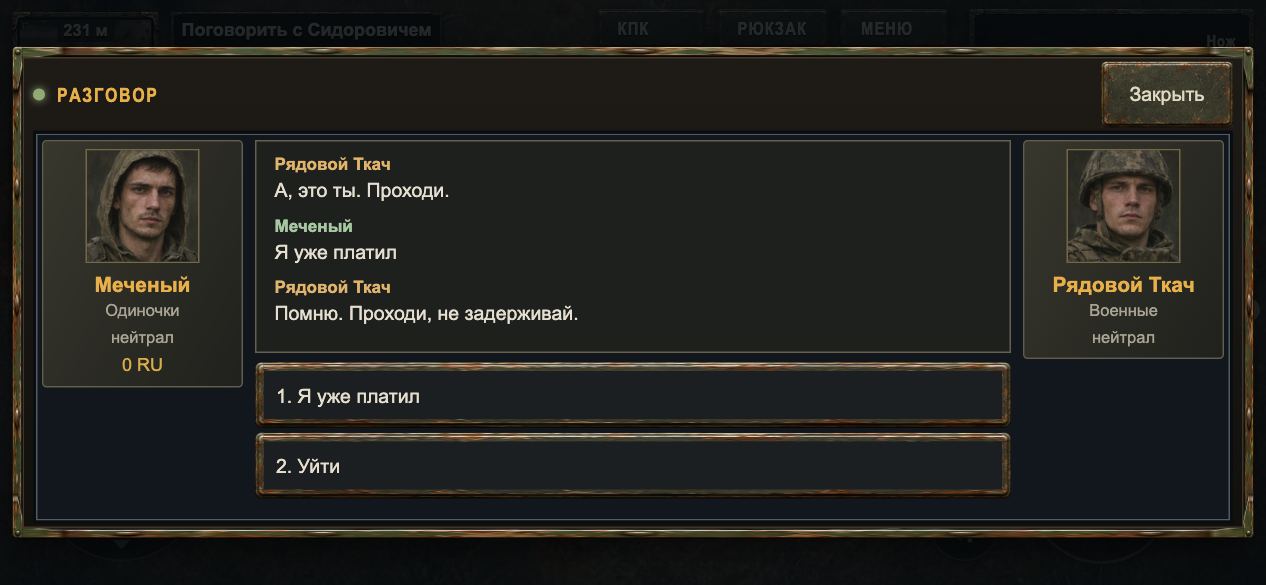 231 м
Поговорить с Сидоровичем
КПК
РЮКЗАК
МЕНЮ
Нож
РАЗГОВОР
Закрыть
Меченый
Одиночки
нейтрал
0 RU
Рядовой Ткач
А, это ты. Проходи.
Меченый
Я уже платил
Рядовой Ткач
Помню. Проходи, не задерживай.
1. Я уже платил
2. Уйти
Рядовой Ткач
Военные
нейтрал